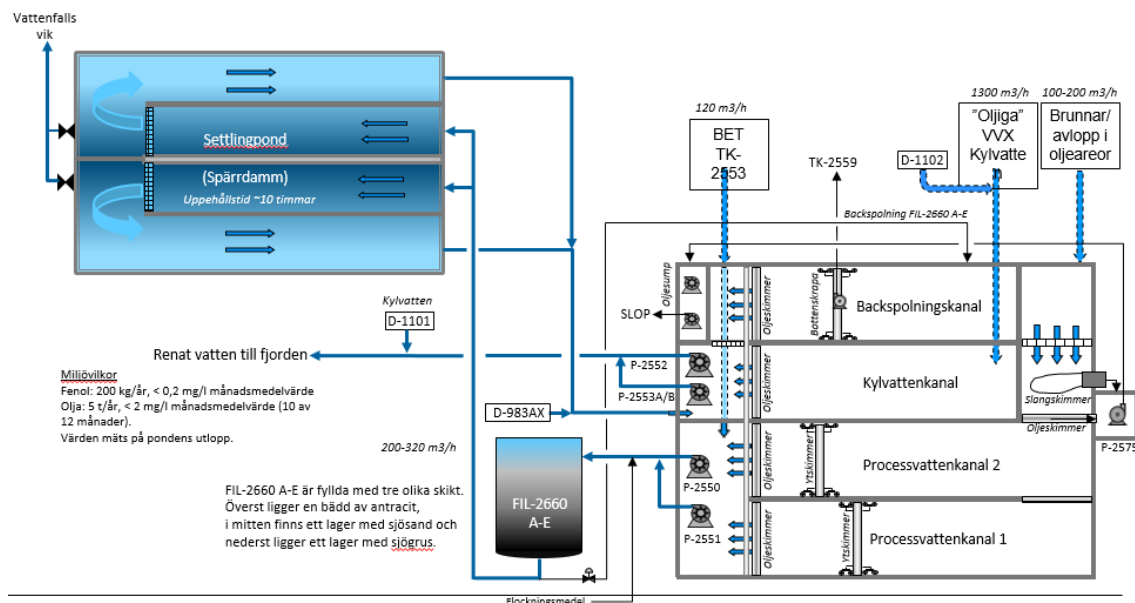 Vattenfalls
vik
Settlingpond
(Spärrdamm)
Uppehållstid ~10 timmar
120 m3/h
BET
TK-
2553
TK-2559
D-1102
1300 m3/h
"Oljiga"
VVX
Kylvatte
100-200 m3/h
Brunnar/
avlopp i
oljeareor
Backspolning FIL-2660 A-E
Oljesump
SLOP
Oljeskimmer
Bottenskrapa
Backspolningskanal
Kylvatten
D-1101
Renat vatten till fjorden
P-2552
P-2553A/B
Oljeskimmer
Kylvattenkanal
Slangskimmer
Oljeskimmer
P-2575
Miljövilkor
Fenol: 200 kg/år, < 0,2 mg/l månadsmedelvärde
Olja: 5 t/år, < 2 mg/l månadsmedelvärde (10 av
12 månader).
Värden mäts på pondens utlopp.
D-983AX
200-320 m3/h
P-2550
Oljeskimmer
Ytskimmer
Processvattenkanal 2
FIL-2660 A-E är fyllda med tre olika skikt.
Överst ligger en bädd av antracit,
i mitten finns ett lager med sjösand och
nederst ligger ett lager med sjögrus.
FIL-2660
A-E
P-2551
Oljeskimmer
Ytskimmer
Processvattenkanal 1
Flockningsmedel